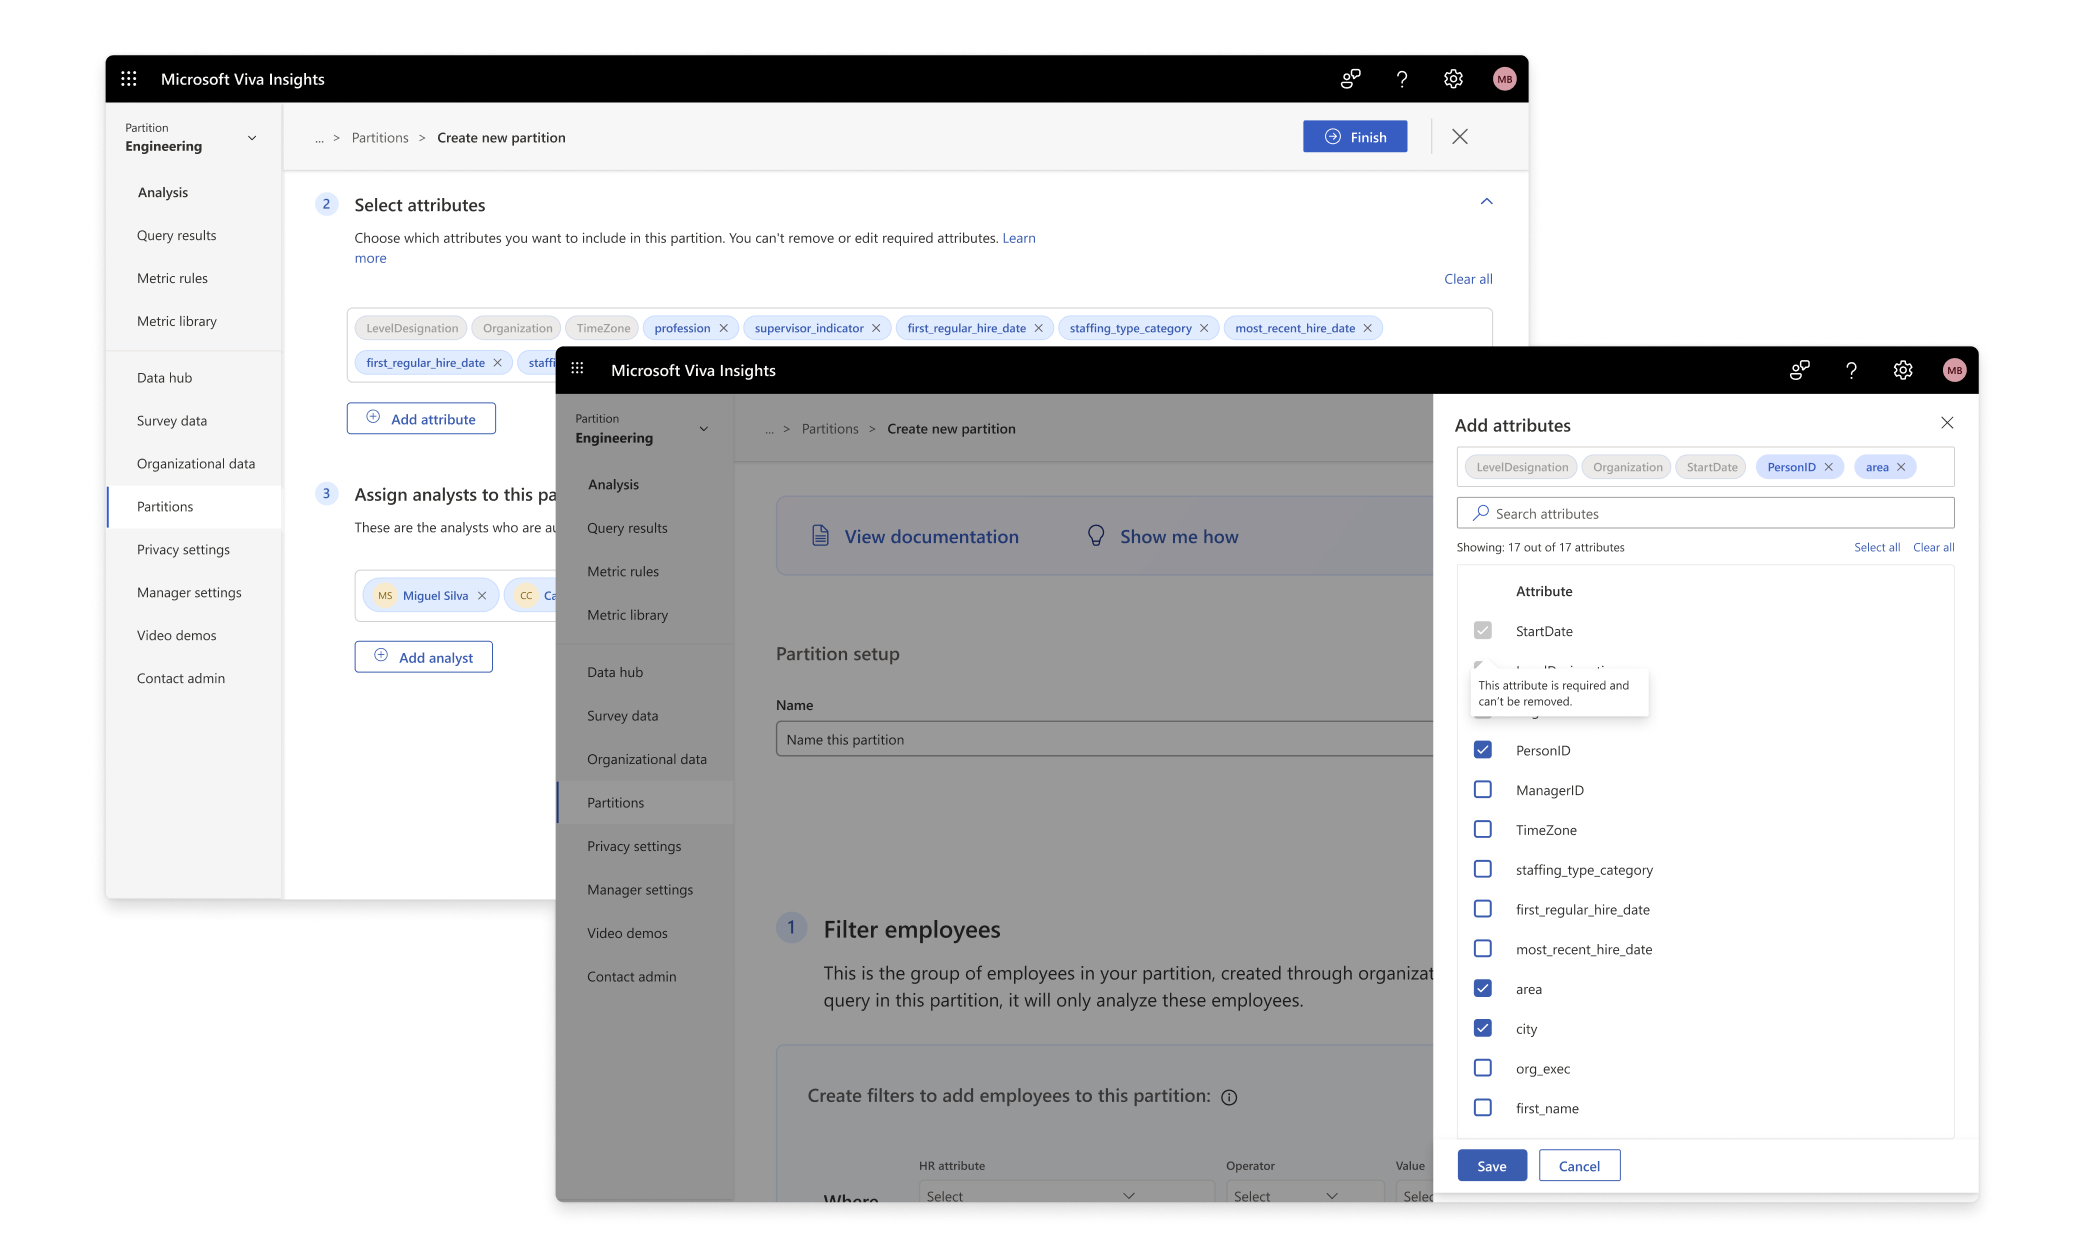 Microsoft Viva Insights
MB
Partition
Engineering
Analysis
Query results
Metric rules
Metric library
Data hub
Survey data
Organizational data
Partitions
Privacy settings
Manager settings
Video demos
Contact admin
... > Partitions > Create new partition
Finish
2 Select attributes
Choose which attributes you want to include in this partition. You can't remove or edit required attributes. Learn
more
Clear all
LevelDesignation Organization TimeZone profession supervisor_indicator first_regular_hire_date staffing_type_category most_recent_hire_date
first_regular_hire_date staffi
Add attribute
3 Assign analysts to this pa
These are the analysts who are au
MS Miguel Silva CC Ca
Add analyst
Microsoft Viva Insights
MB
Partition
Engineering
Analysis
Query results
Metric rules
Metric library
Data hub
Survey data
Organizational data
Partitions
Privacy settings
Manager settings
Video demos
Contact admin
... > Partitions > Create new partition
View documentation Show me how
Partition setup
Name
Name this partition
1 Filter employees
This is the group of employees in your partition, created through organizat
query in this partition, it will only analyze these employees.
Create filters to add employees to this partition:
HR attribute Operator Value
Where Select Select Selec
Add attributes
LevelDesignation Organization StartDate PersonID area
Search attributes
Showing: 17 out of 17 attributes Select all Clear all
Attribute
StartDate
This attribute is required and
can't be removed.
PersonID
ManagerID
TimeZone
staffing_type_category
first_regular_hire_date
most_recent_hire_date
area
city
org_exec
first_name
Save Cancel